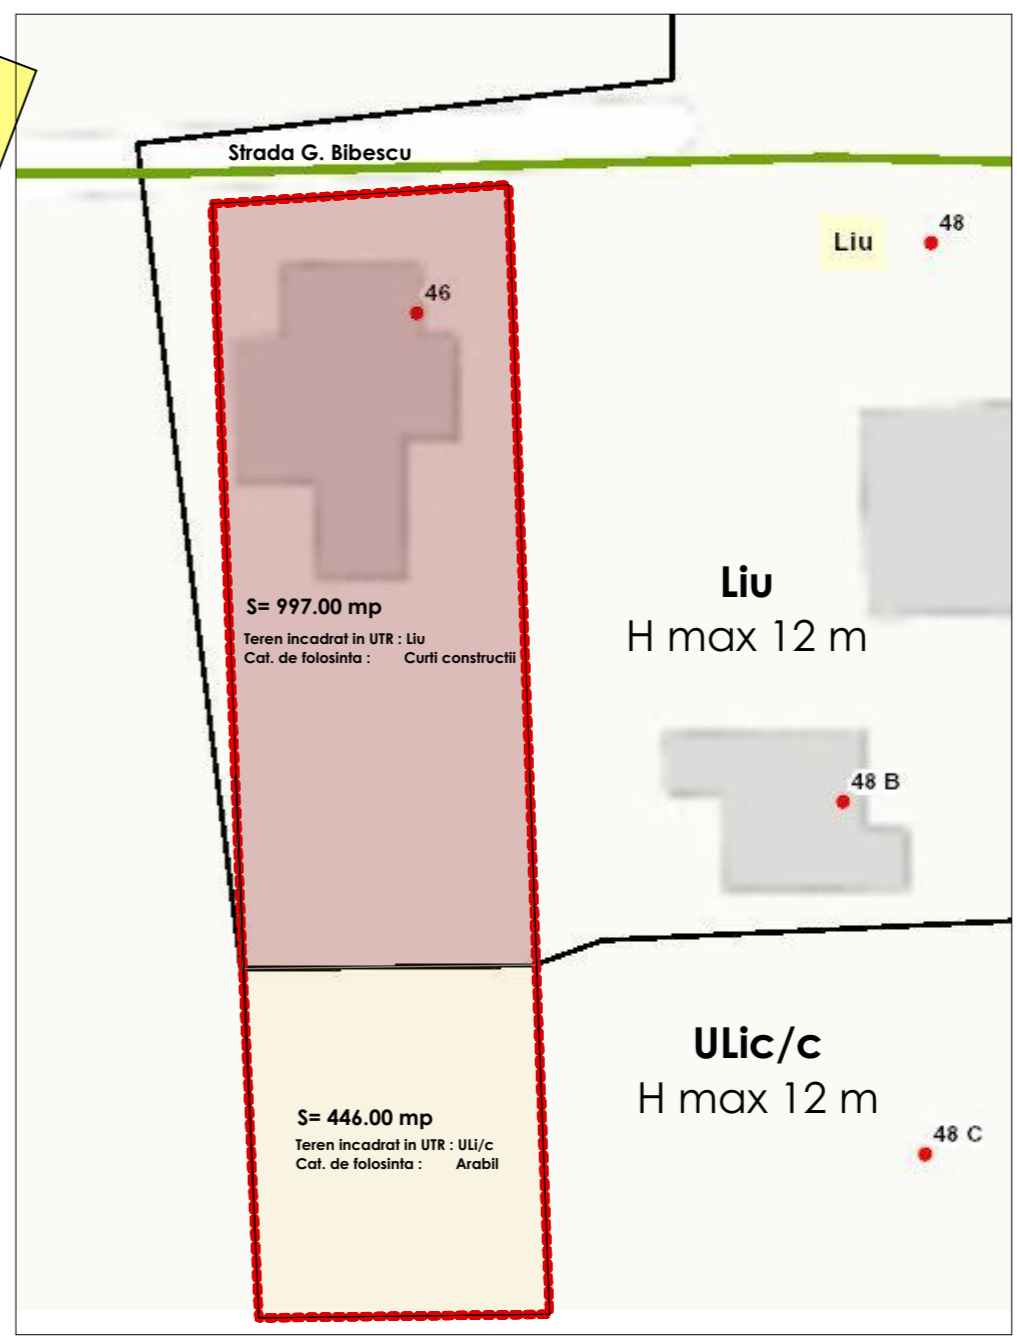 Strada G. Bibescu
48
Liu
46
S= 997.00 mp
Teren incadrat in UTR : Liu
Cat. de folosinta : Curti constructii
Liu
H max 12 m
48 B
ULic/c
H max 12 m
S= 446.00 mp
Teren incadrat in UTR : ULi/c
Cat. de folosinta : Arabil
48 C